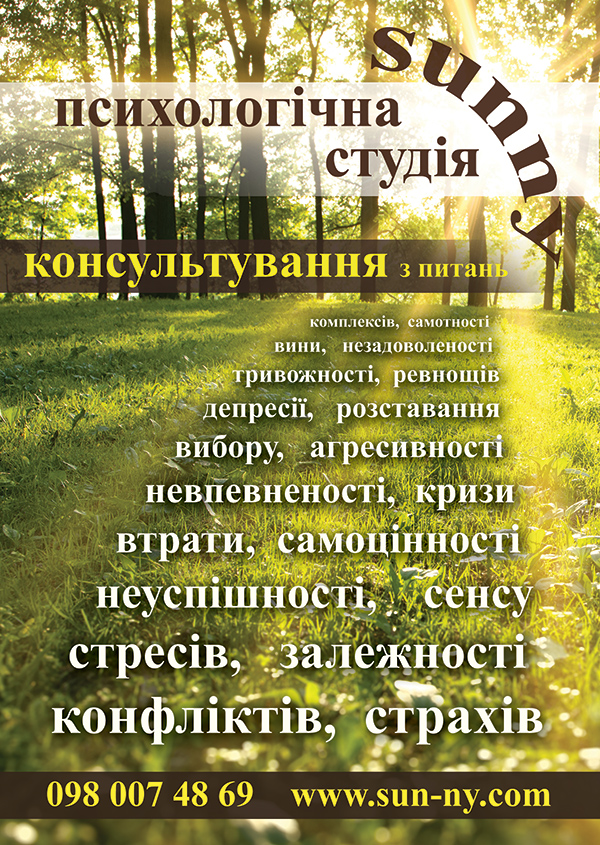 sunny
психологічна
студія
консультування з питань
комплексів, самотності
вини, незадоволеності
тривожності, ревнощів
депресії, розставання
вибору, агресивності
невпевненості, кризи
втрати, самоцінності
неуспішності, сенсу
стресів, залежності
конфліктів, страхів
098 007 48 69 www.sun-ny.com